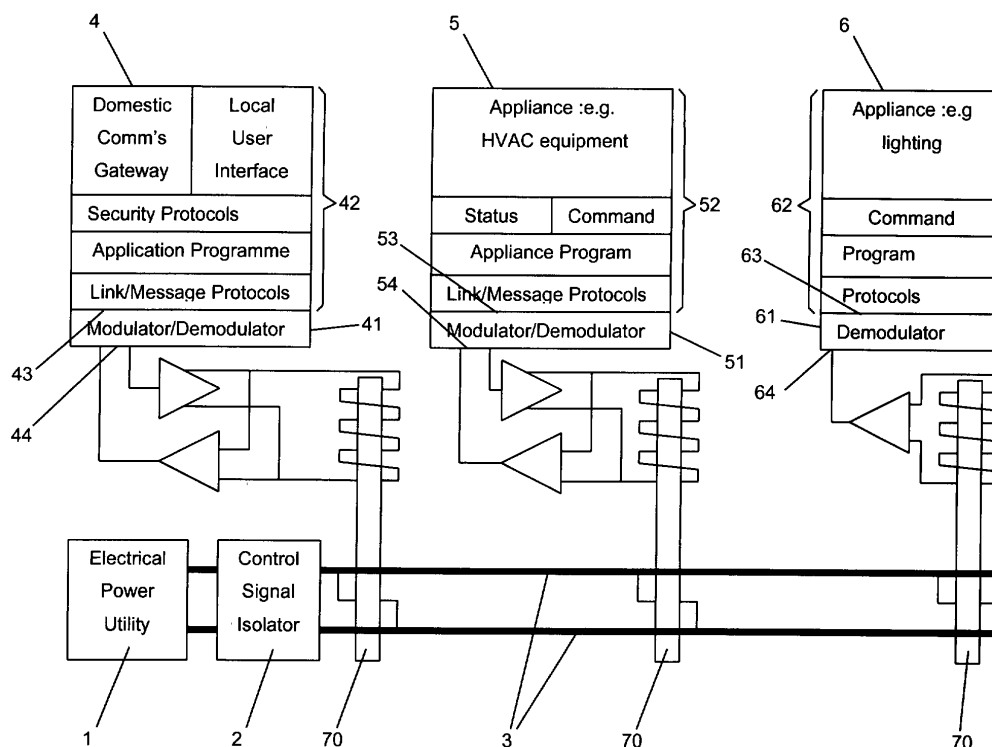 4
5
6
Domestic
Comm's
Gateway
Local
User
Interface
Security Protocols
Application Programme
Link/Message Protocols
Modulator/Demodulator
42
41
43
44
Appliance :e.g.
HVAC equipment
Status
Command
Appliance Program
Link/Message Protocols
Modulator/Demodulator
52
53
54
51
Appliance :e.g
lighting
Command
Program
Protocols
Demodulator
62
63
61
64
Electrical
Power
Utility
Control
Signal
Isolator
1
2
70
3
70
70